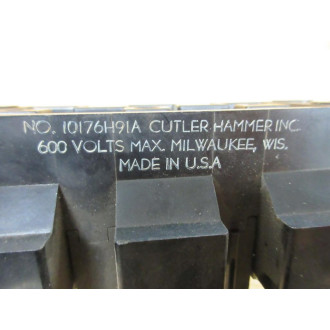 NO. 10176H91A CUTLER HAMMER INC.
600 VOLTS MAX. MILWAUKEE, WIS.
MADE IN U.S.A